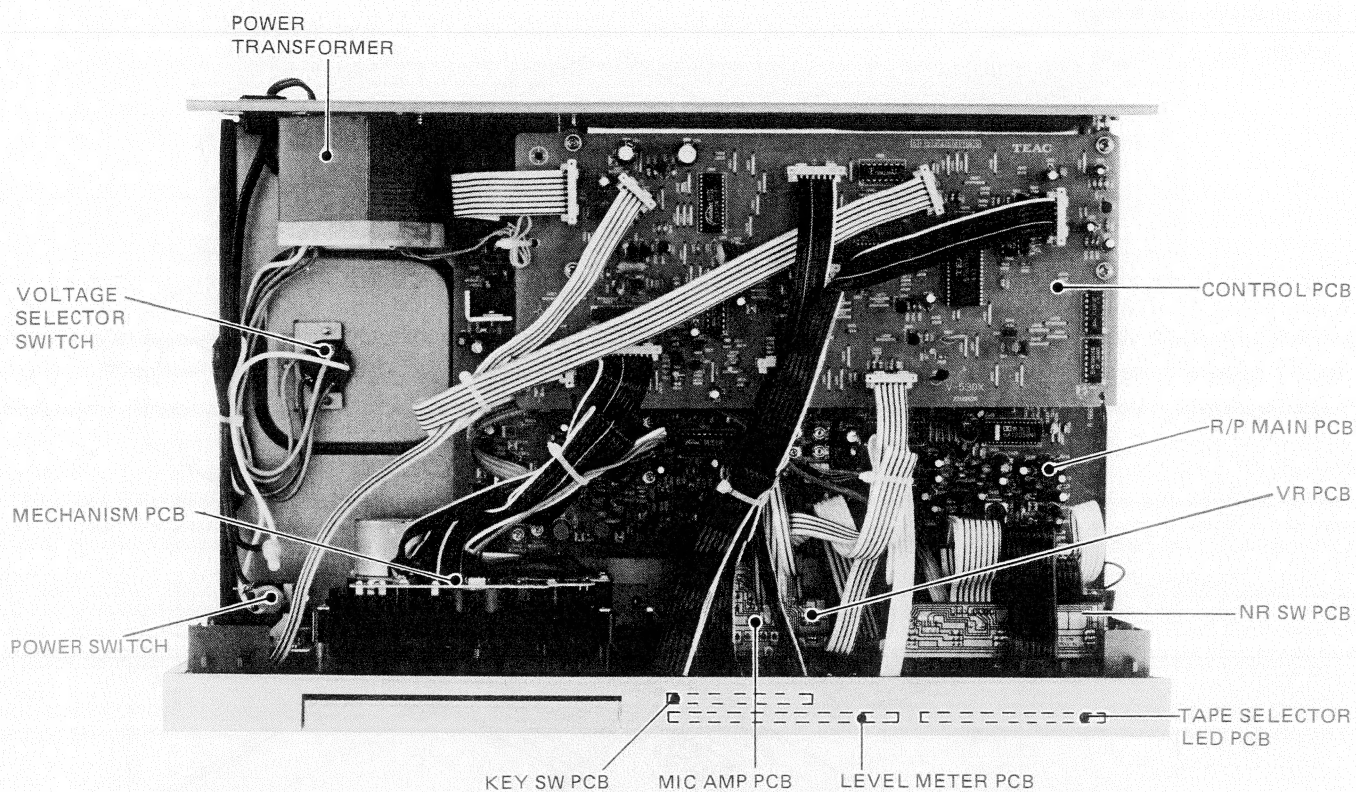 POWER
TRANSFORMER
TEAC
VOLTAGE
SELECTOR
SWITCH
CONTROL PCB
R/P MAIN PCB
VR PCB
MECHANISM PCB
NR SW PCB
POWER SWITCH
TAPE SELECTOR
LED PCB
KEY SW PCB
MIC AMP PCB
LEVEL METER PCB